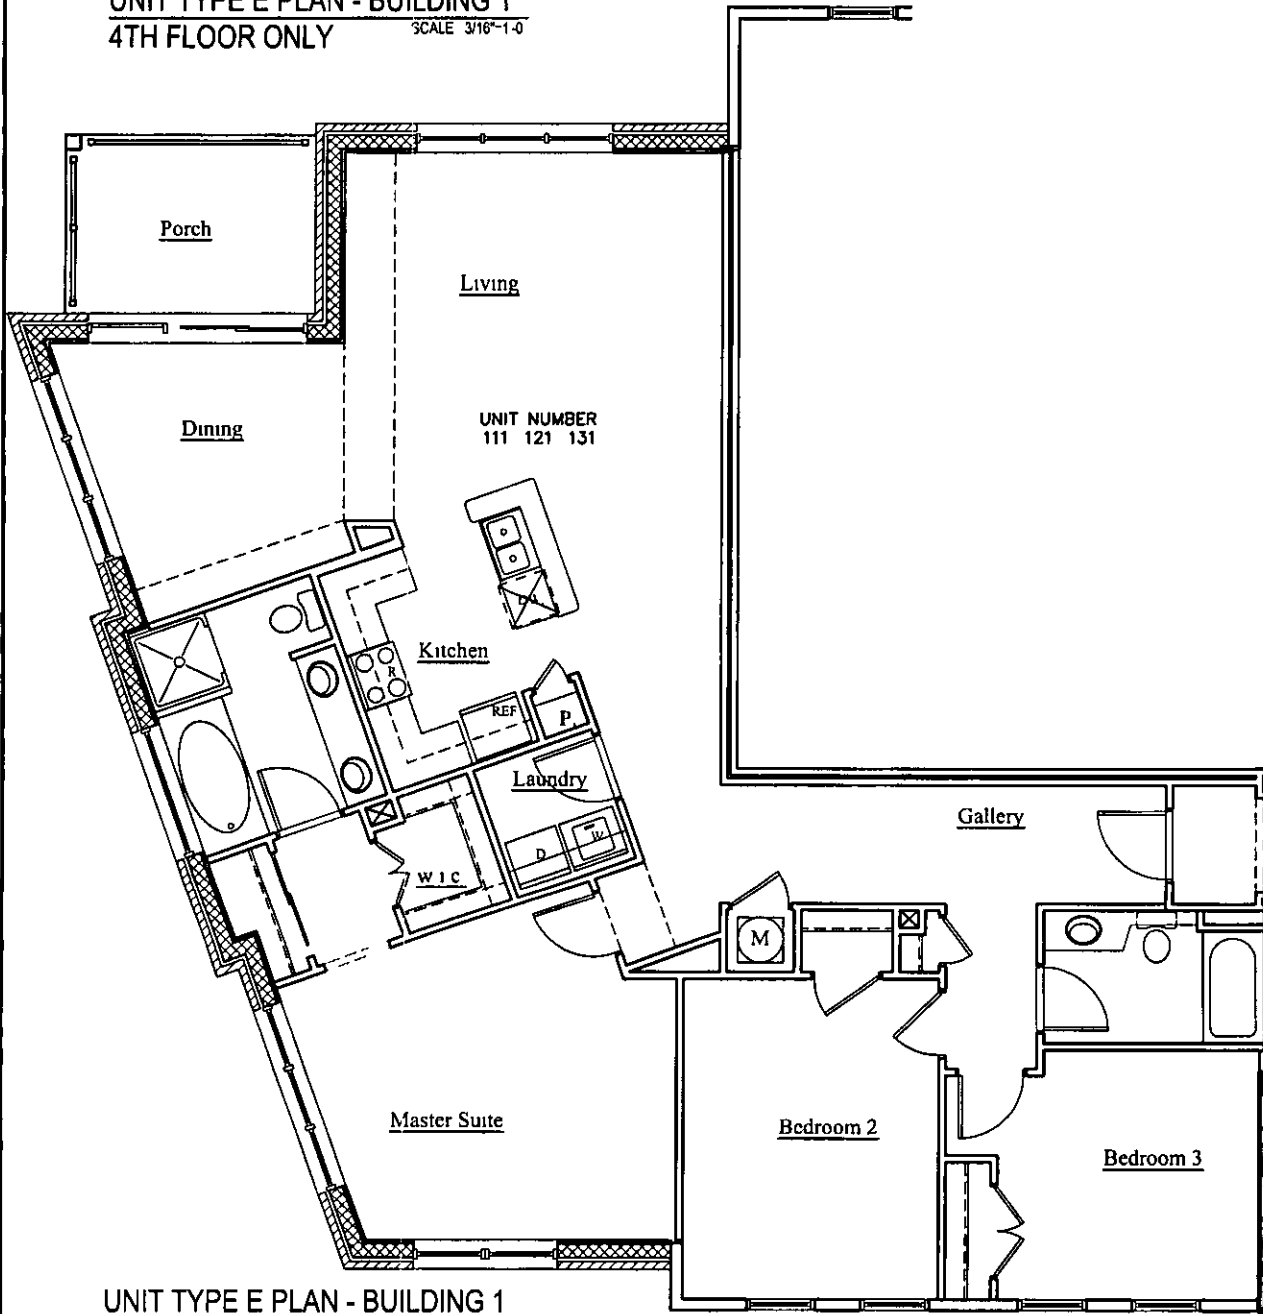 UNIT TYPE E PLAN - BUILDING 1
4TH FLOOR ONLY SCALE 3/16"-1-0
Porch
Living
Dining
UNIT NUMBER
111 121 131
Kitchen
R
REF
P.
Laundry
Gallery
W
D
W I C
M
Master Suite
Bedroom 2
Bedroom 3
UNIT TYPE E PLAN - BUILDING 1